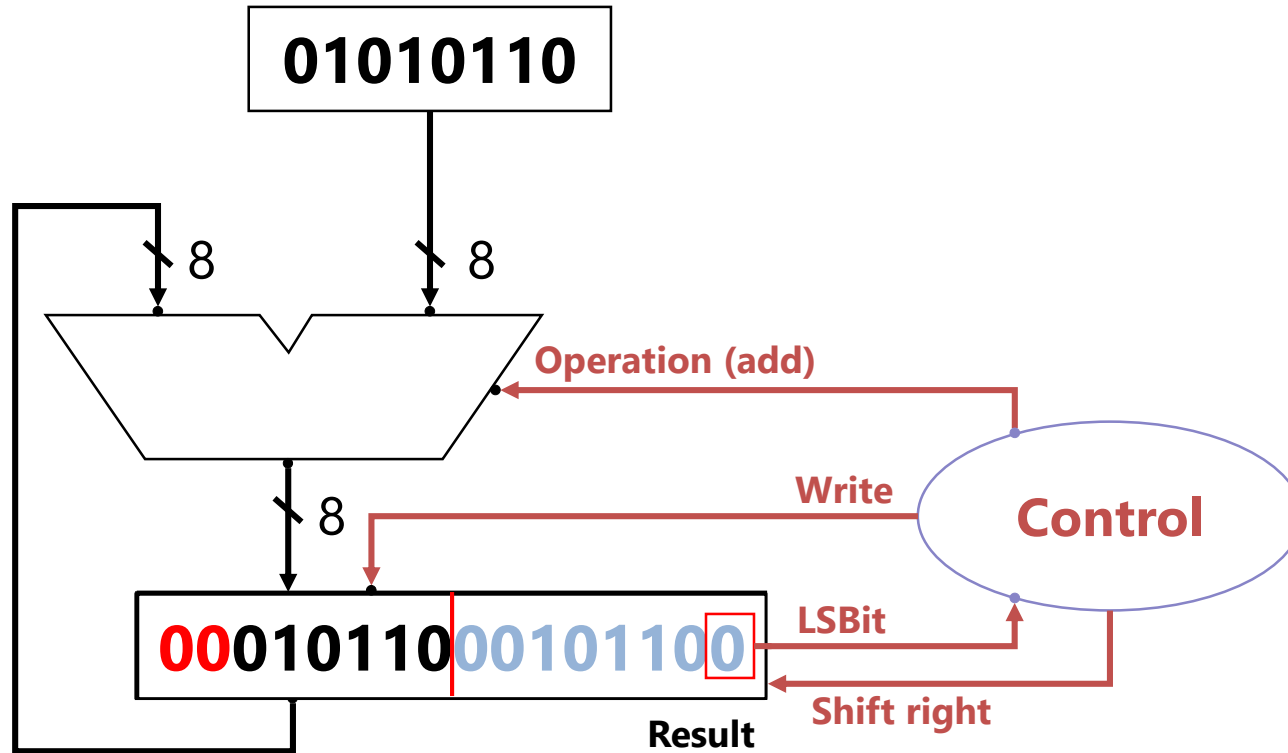 01010110
8
8
Operation (add)
8
Write
Control
0001011000101100
LSBit
Shift right
Result